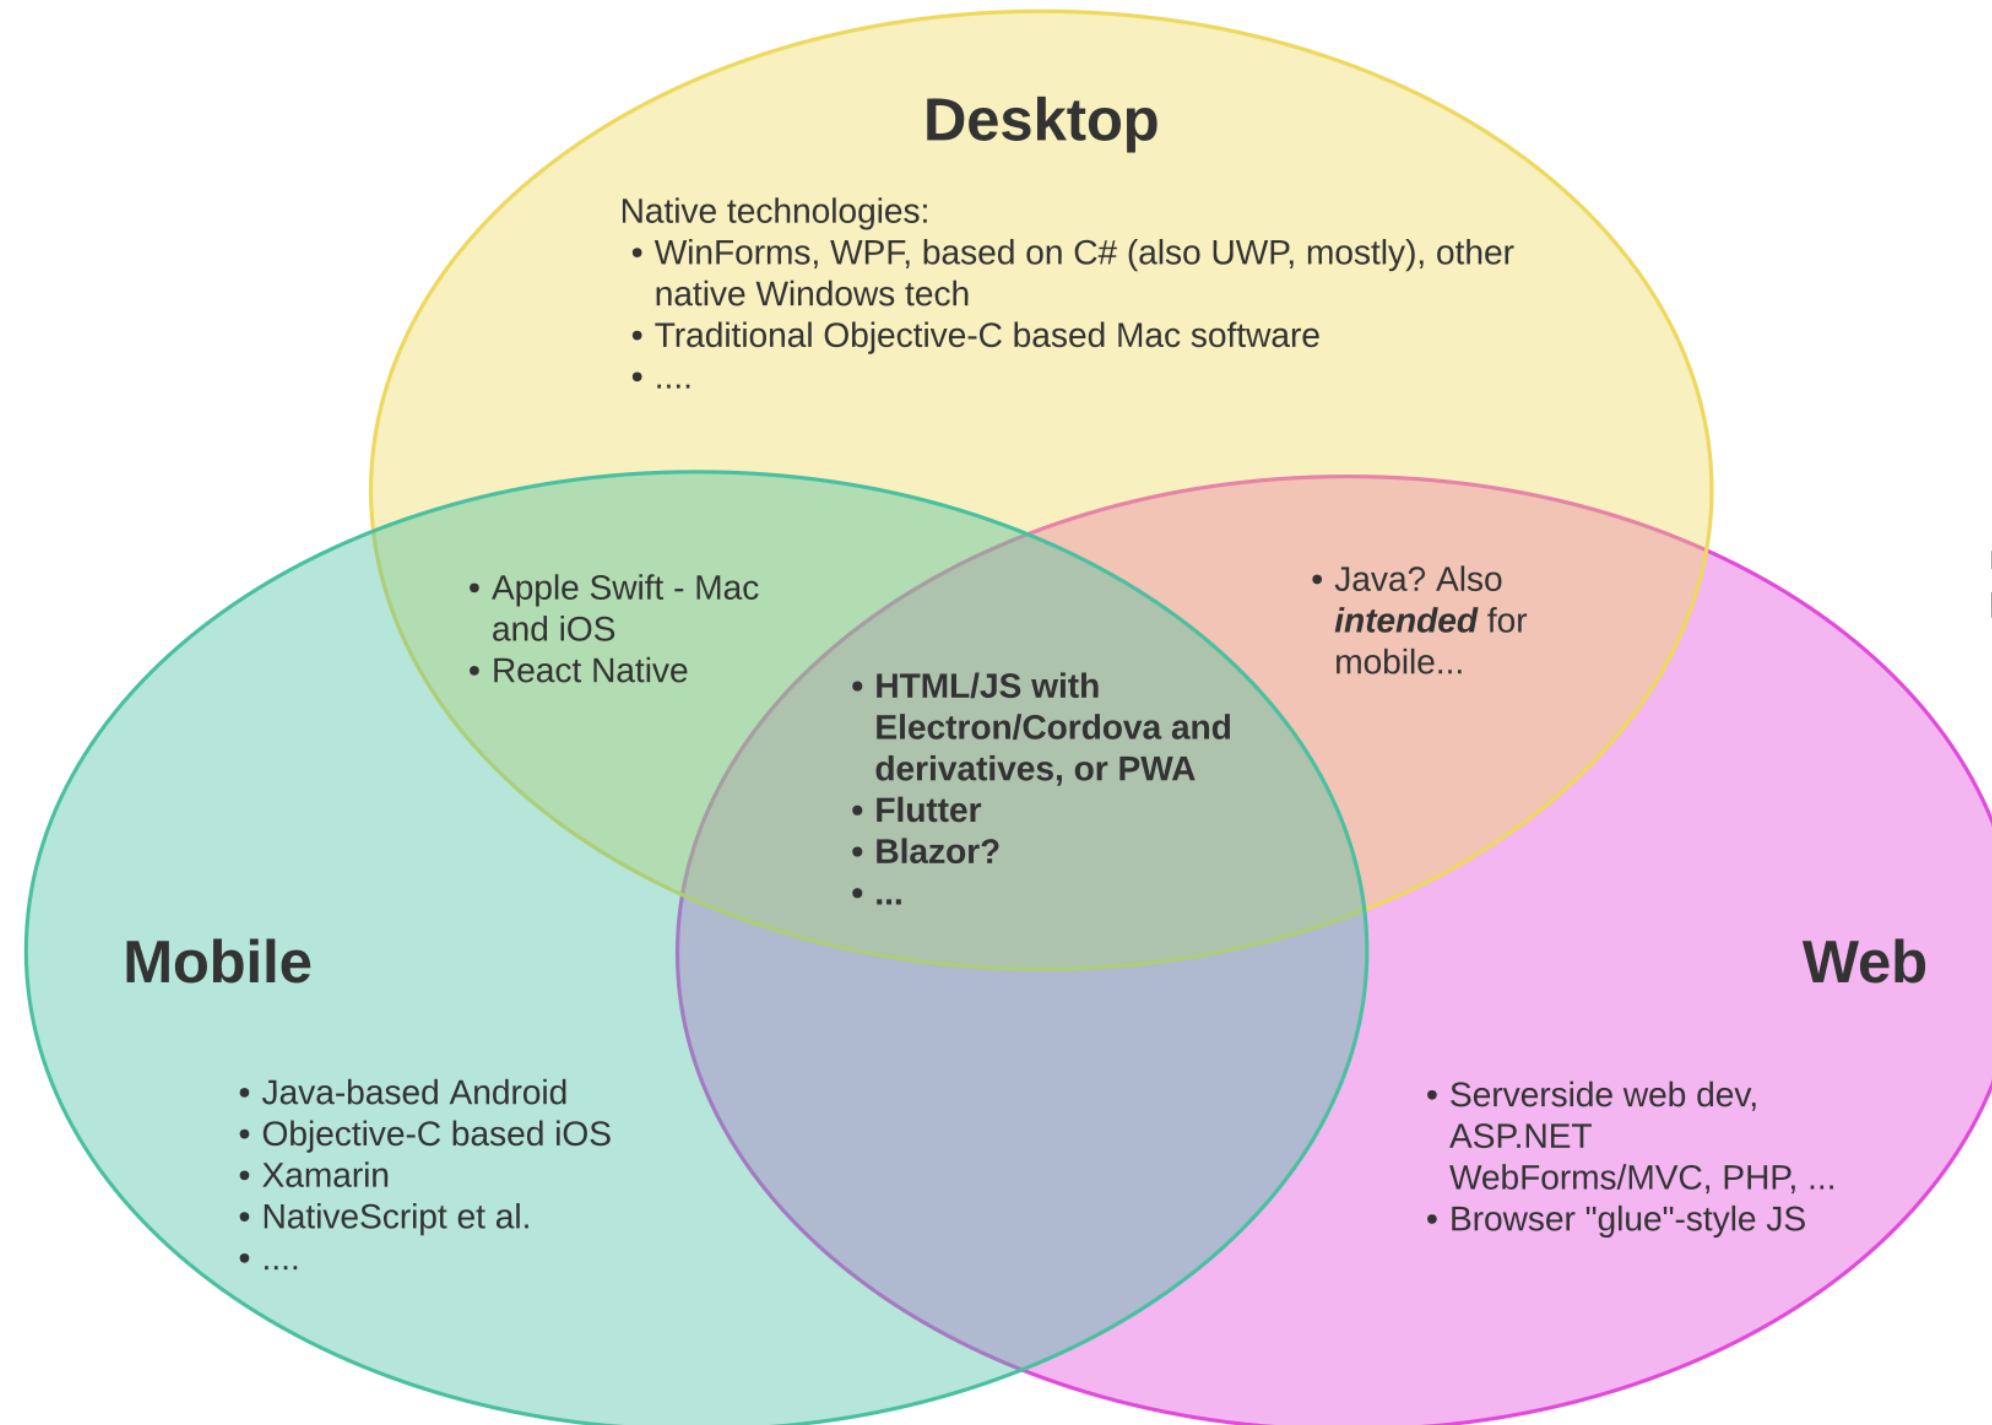 Desktop
Native technologies:
• WinForms, WPF, based on C# (also UWP, mostly), other
native Windows tech
• Traditional Objective-C based Mac software
• ....
• Apple Swift - Mac
and iOS
• React Native
• Java? Also
intended for
mobile...
• HTML/JS with
Electron/Cordova and
derivatives, or PWA
• Flutter
• Blazor?
• ...
Mobile
Web
• Java-based Android
• Objective-C based iOS
• Xamarin
• NativeScript et al.
• ....
• Serverside web dev,
ASP.NET
WebForms/MVC, PHP, ...
• Browser "glue"-style JS